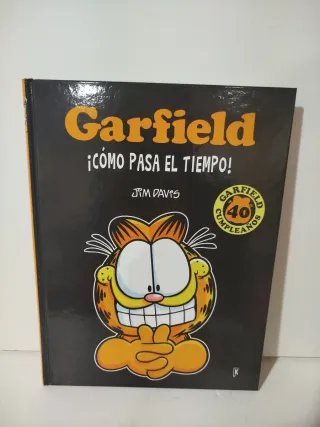 Garfield
¡CÓMO PASA EL TIEMPO!
JIM DAVIS
GARFIELD
40
CUMPLEAÑOS